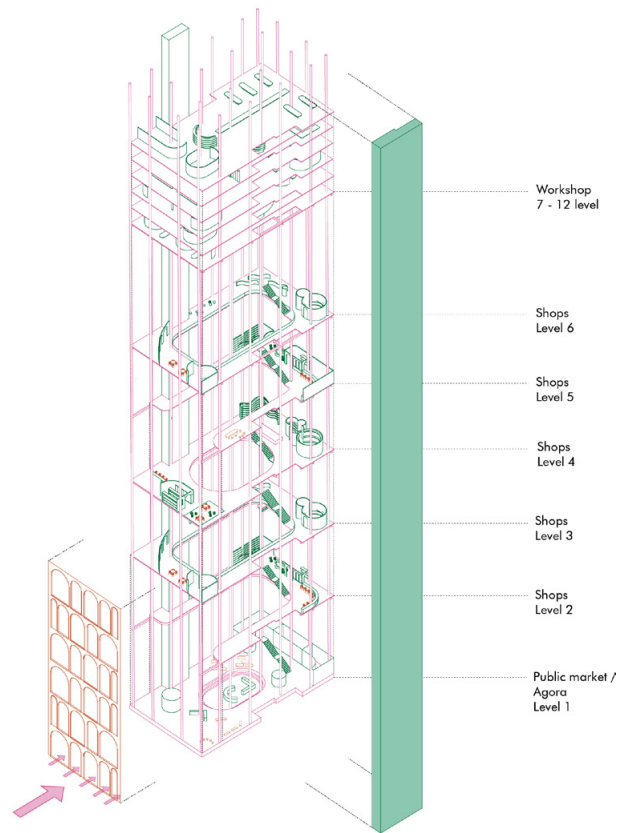 Workshop
7 - 12 level
Shops
Level 6
Shops
Level 5
Shops
Level 4
Shops
Level 3
Shops
Level 2
Public market /
Agora
Level 1